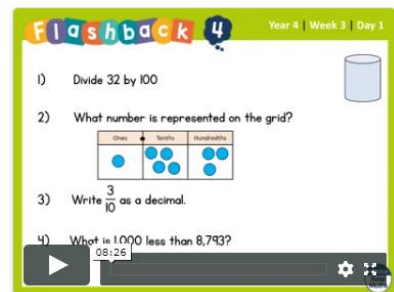 Flashback 4
Year 4 | Week 3 | Day 1
1) Divide 32 by 100
2) What number is represented on the grid?
Ones Tenths Hundredths
3) Write 3/10 as a decimal.
4) What is 1,000 less than 8,793?
08:26